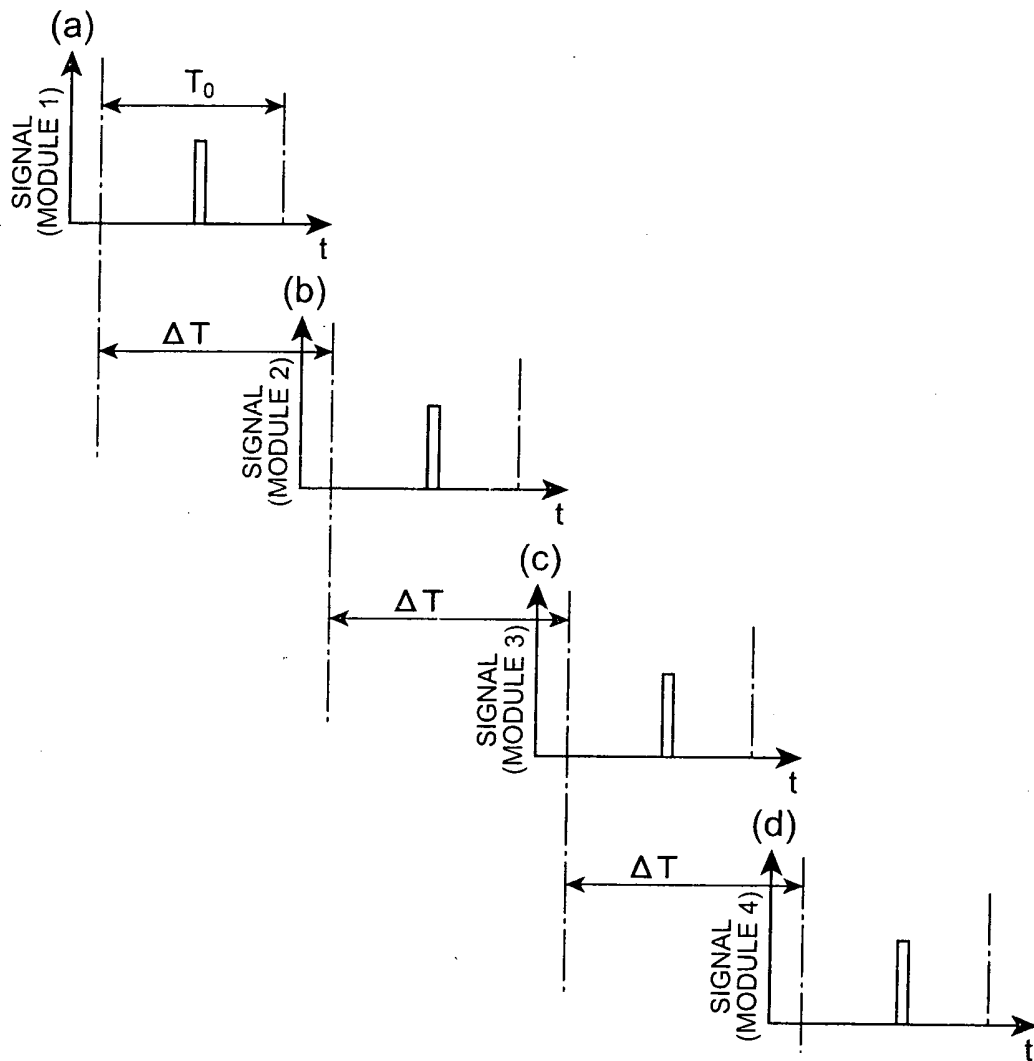 (a)
T₀
SIGNAL
(MODULE 1)
t
(b)
ΔT
SIGNAL
(MODULE 2)
t
(c)
ΔT
SIGNAL
(MODULE 3)
t
(d)
ΔT
SIGNAL
(MODULE 4)
t